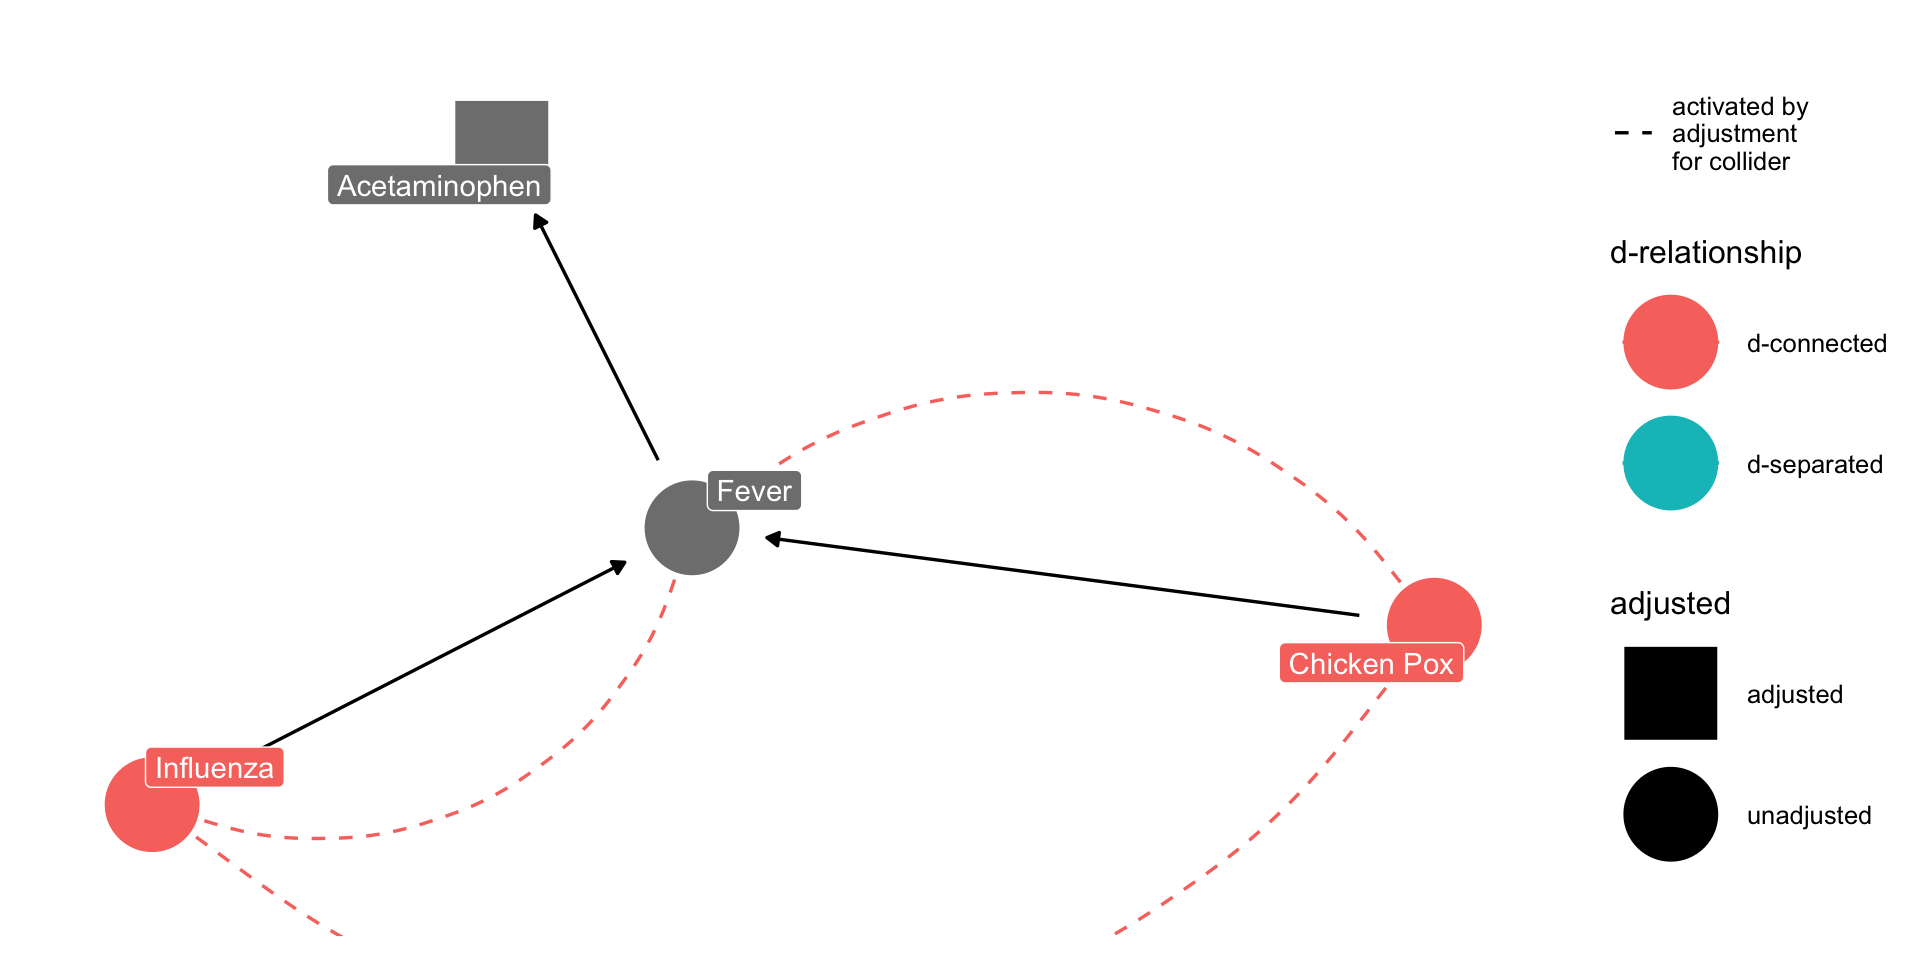 Acetaminophen
Fever
Chicken Pox
Influenza
activated by
adjustment
for collider
d-relationship
d-connected
d-separated
adjusted
adjusted
unadjusted